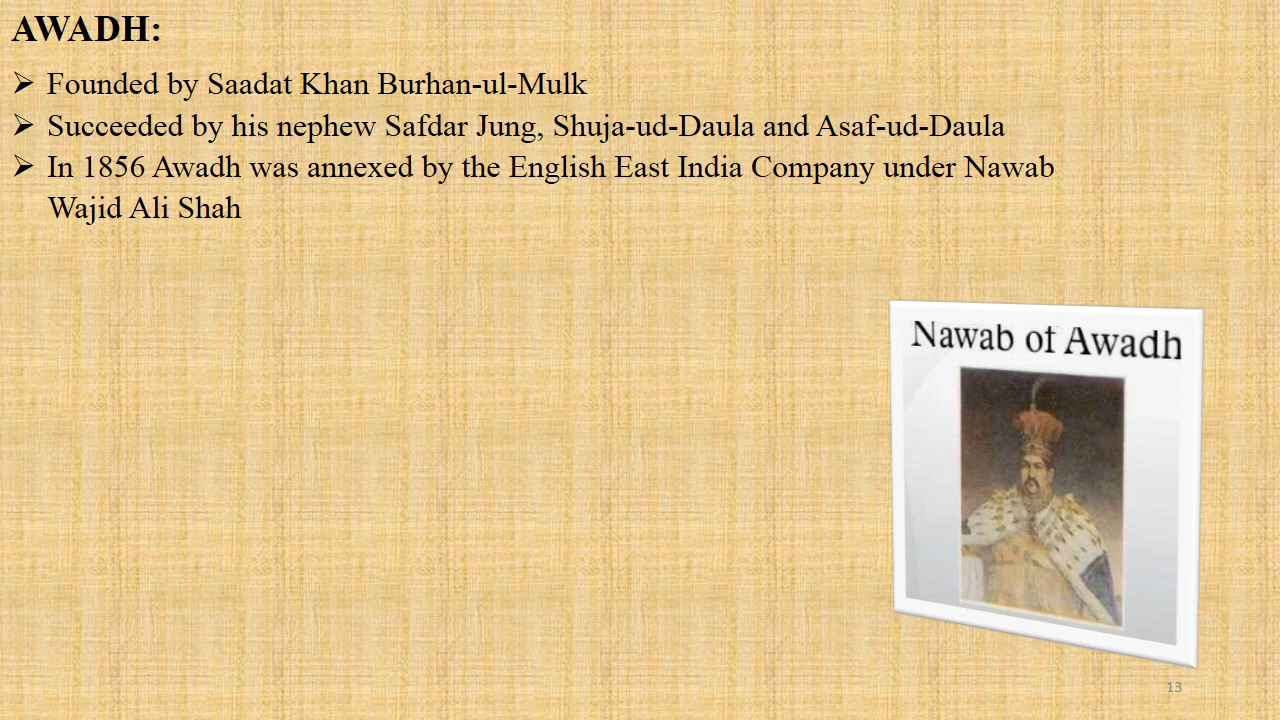 AWADH:
➢ Founded by Saadat Khan Burhan-ul-Mulk
➢ Succeeded by his nephew Safdar Jung, Shuja-ud-Daula and Asaf-ud-Daula
➢ In 1856 Awadh was annexed by the English East India Company under Nawab
Wajid Ali Shah
Nawab of Awadh
13